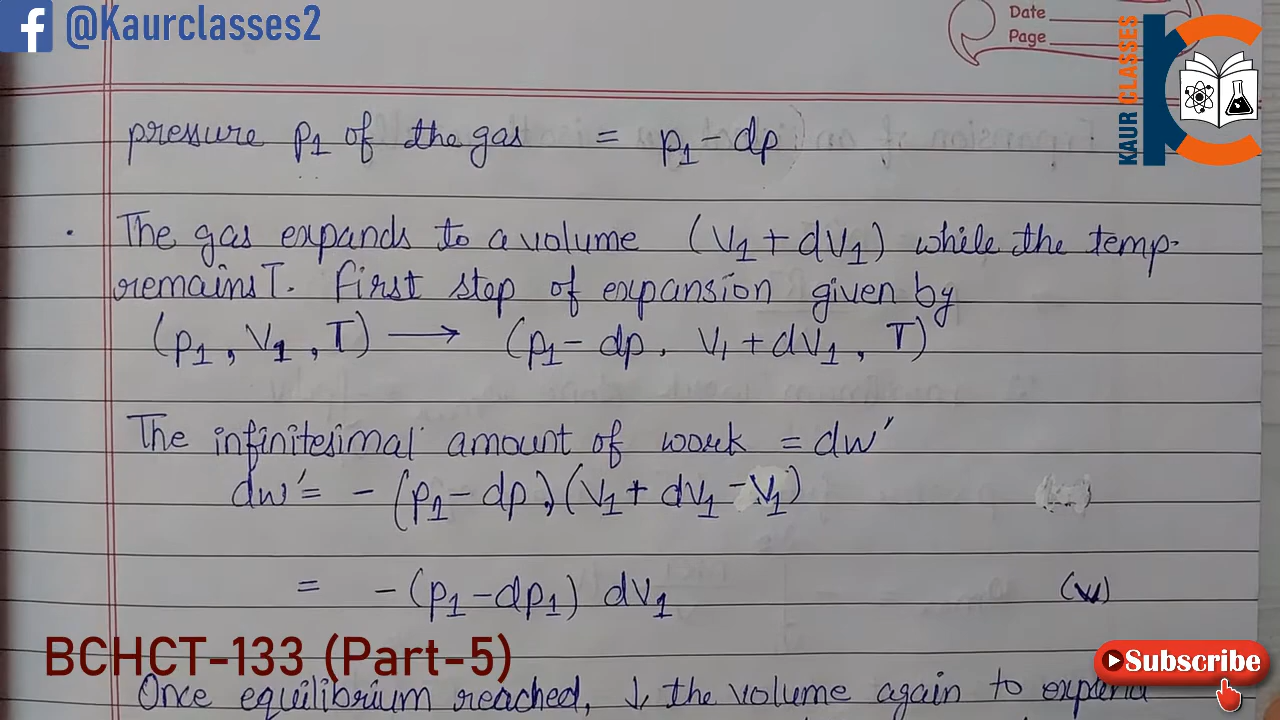 f @Kaurclasses2
Date
Page
KAUR CLASSES
pressure p1 of the gas = p1 - dp
. The gas expands to a volume (V1 + dV1) while the temp.
remains T. First step of expansion given by
(p1, V1, T) → (p1 - dp, V1 + dV1, T)
The infinitesimal amount of work = dw'
dw' = - (p1 - dp,) (V1 + dV1 - V1)
= - (p1 - dp1) dV1 (v)
BCHCT-133 (Part-5)
Subscribe
Once equilibrium reached, ↓ the volume again to expand